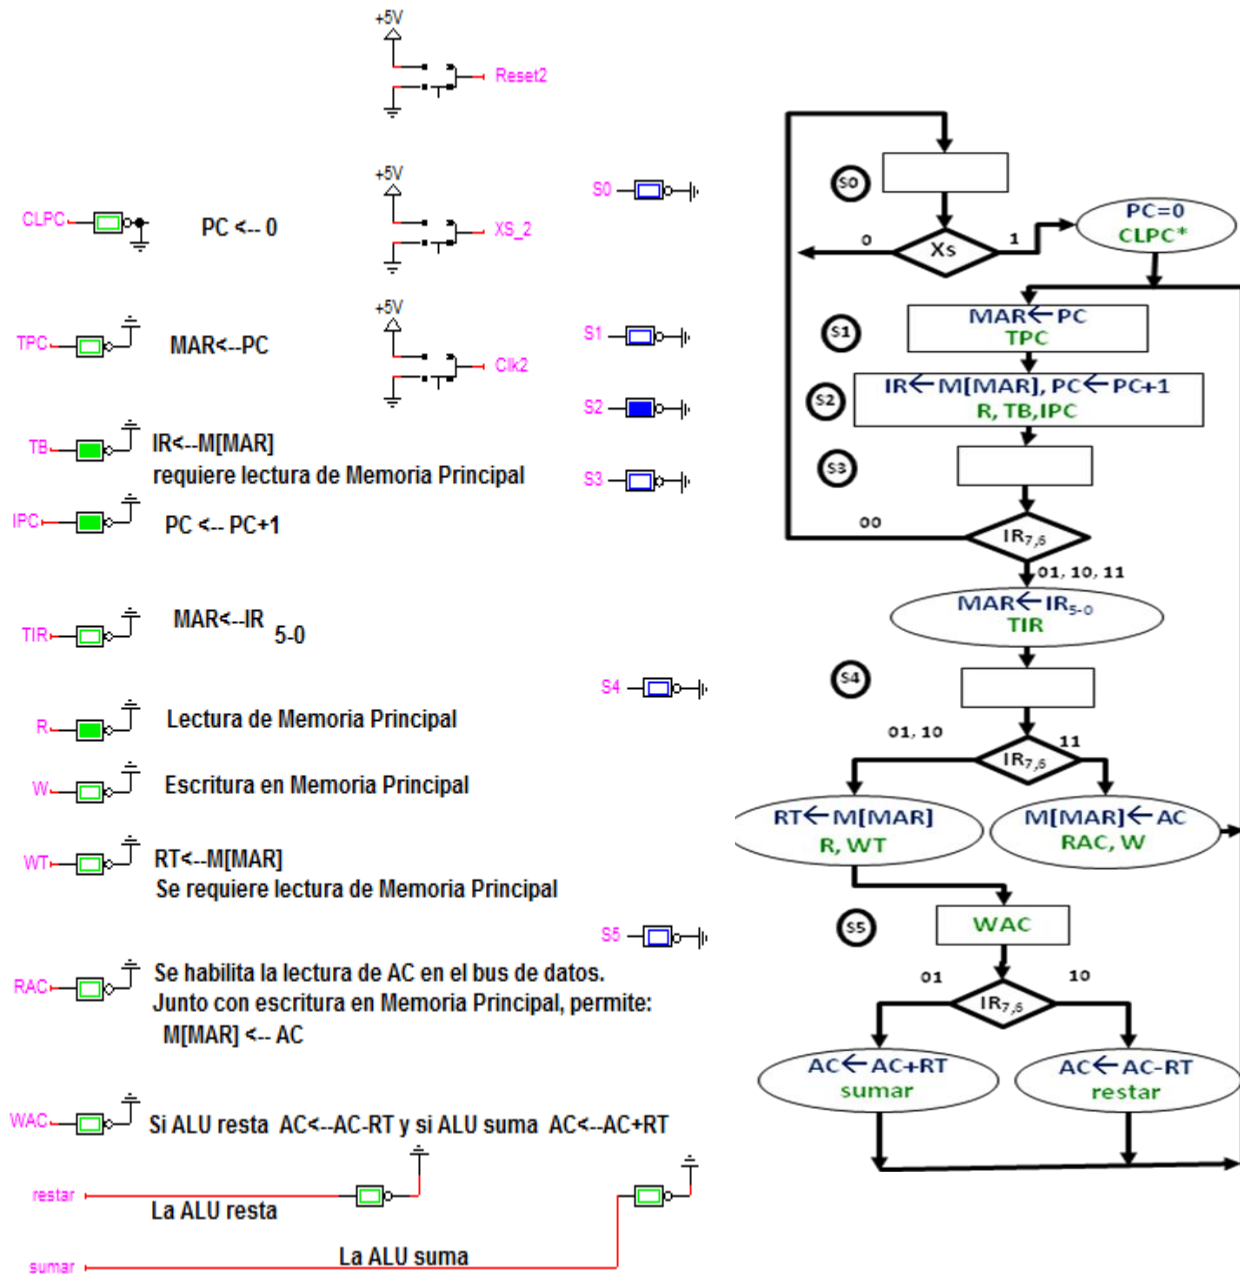 +5V
Reset2
+5V
XS_2
+5V
Clk2
CLPC
PC <-- 0
TPC
MAR<--PC
TB
IR<--M[MAR]
requiere lectura de Memoria Principal
IPC
PC <-- PC+1
TIR
MAR<--IR
5-0
R
Lectura de Memoria Principal
W
Escritura en Memoria Principal
WT
RT<--M[MAR]
Se requiere lectura de Memoria Principal
RAC
Se habilita la lectura de AC en el bus de datos.
Junto con escritura en Memoria Principal, permite:
M[MAR] <-- AC
WAC
Si ALU resta AC<--AC-RT y si ALU suma AC<--AC+RT
restar
La ALU resta
sumar
La ALU suma
S0
S1
S2
S3
S4
S5
S0
Xs
0
1
PC=0
CLPC*
S1
MAR←PC
TPC
S2
IR←M[MAR], PC←PC+1
R, TB,IPC
S3
00
IR7,6
01, 10, 11
MAR←IR5-0
TIR
S4
01, 10
11
IR7,6
RT←M[MAR]
R, WT
M[MAR]←AC
RAC, W
S5
WAC
01
10
IR7,6
AC←AC+RT
sumar
AC←AC-RT
restar